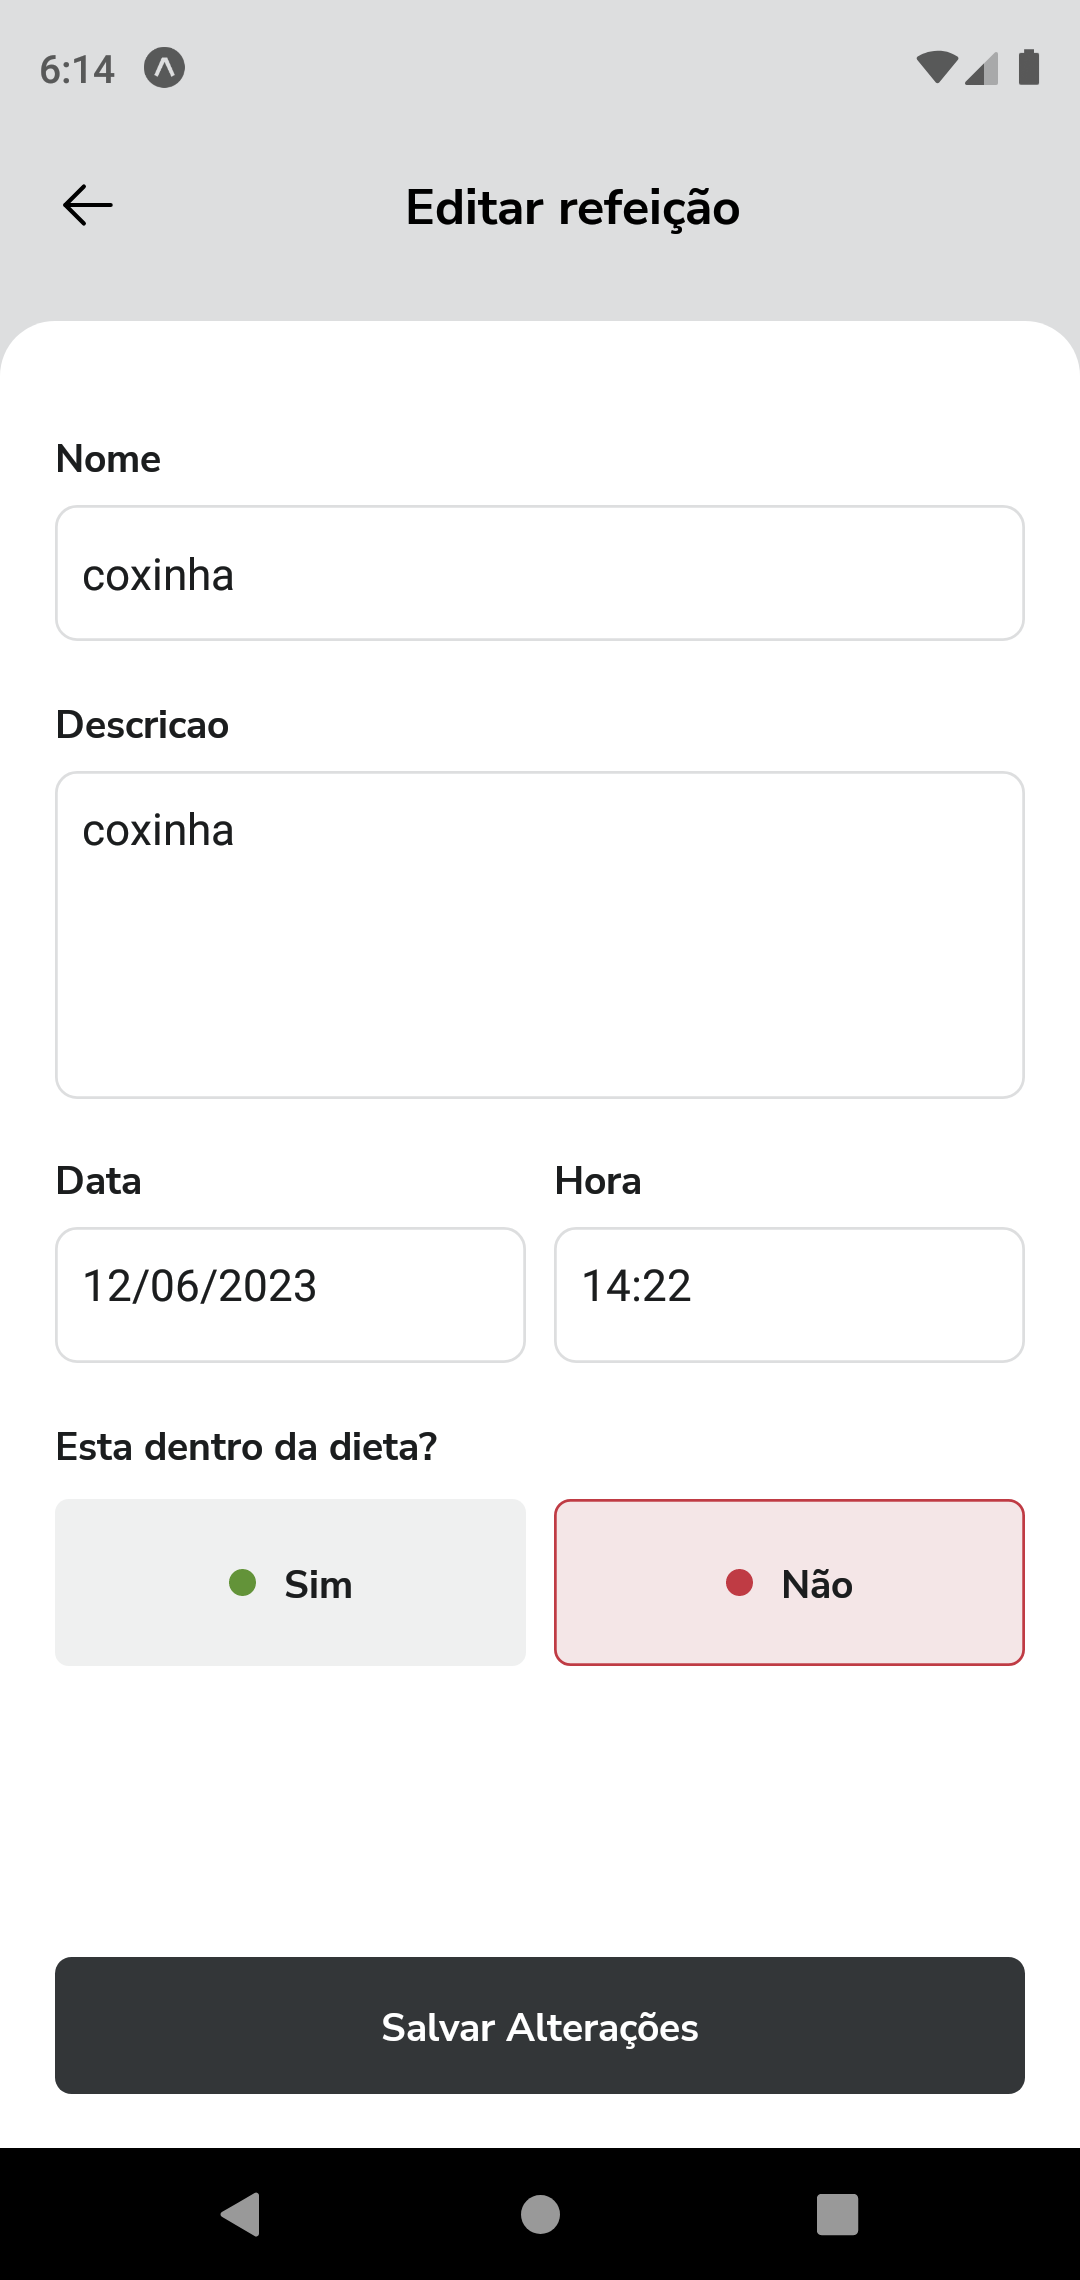 6:14
Editar refeição
Nome
coxinha
Descricao
coxinha
Data
Hora
12/06/2023
14:22
Esta dentro da dieta?
Sim
Não
Salvar Alterações